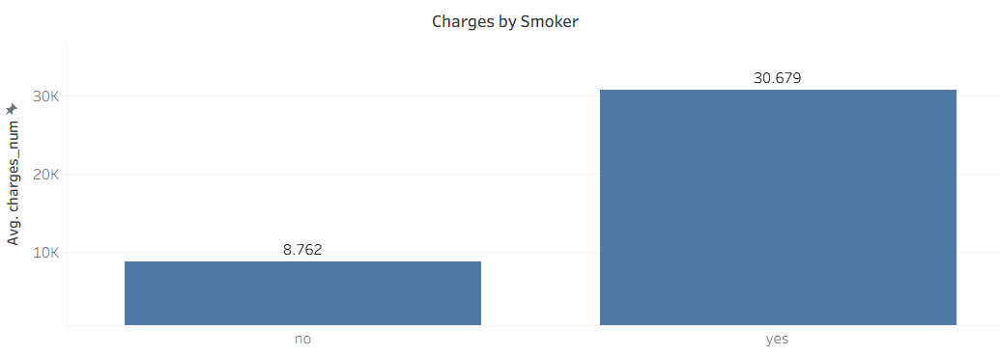 Charges by Smoker
Avg. charges_num
30K
20K
10K
8.762
30.679
no
yes